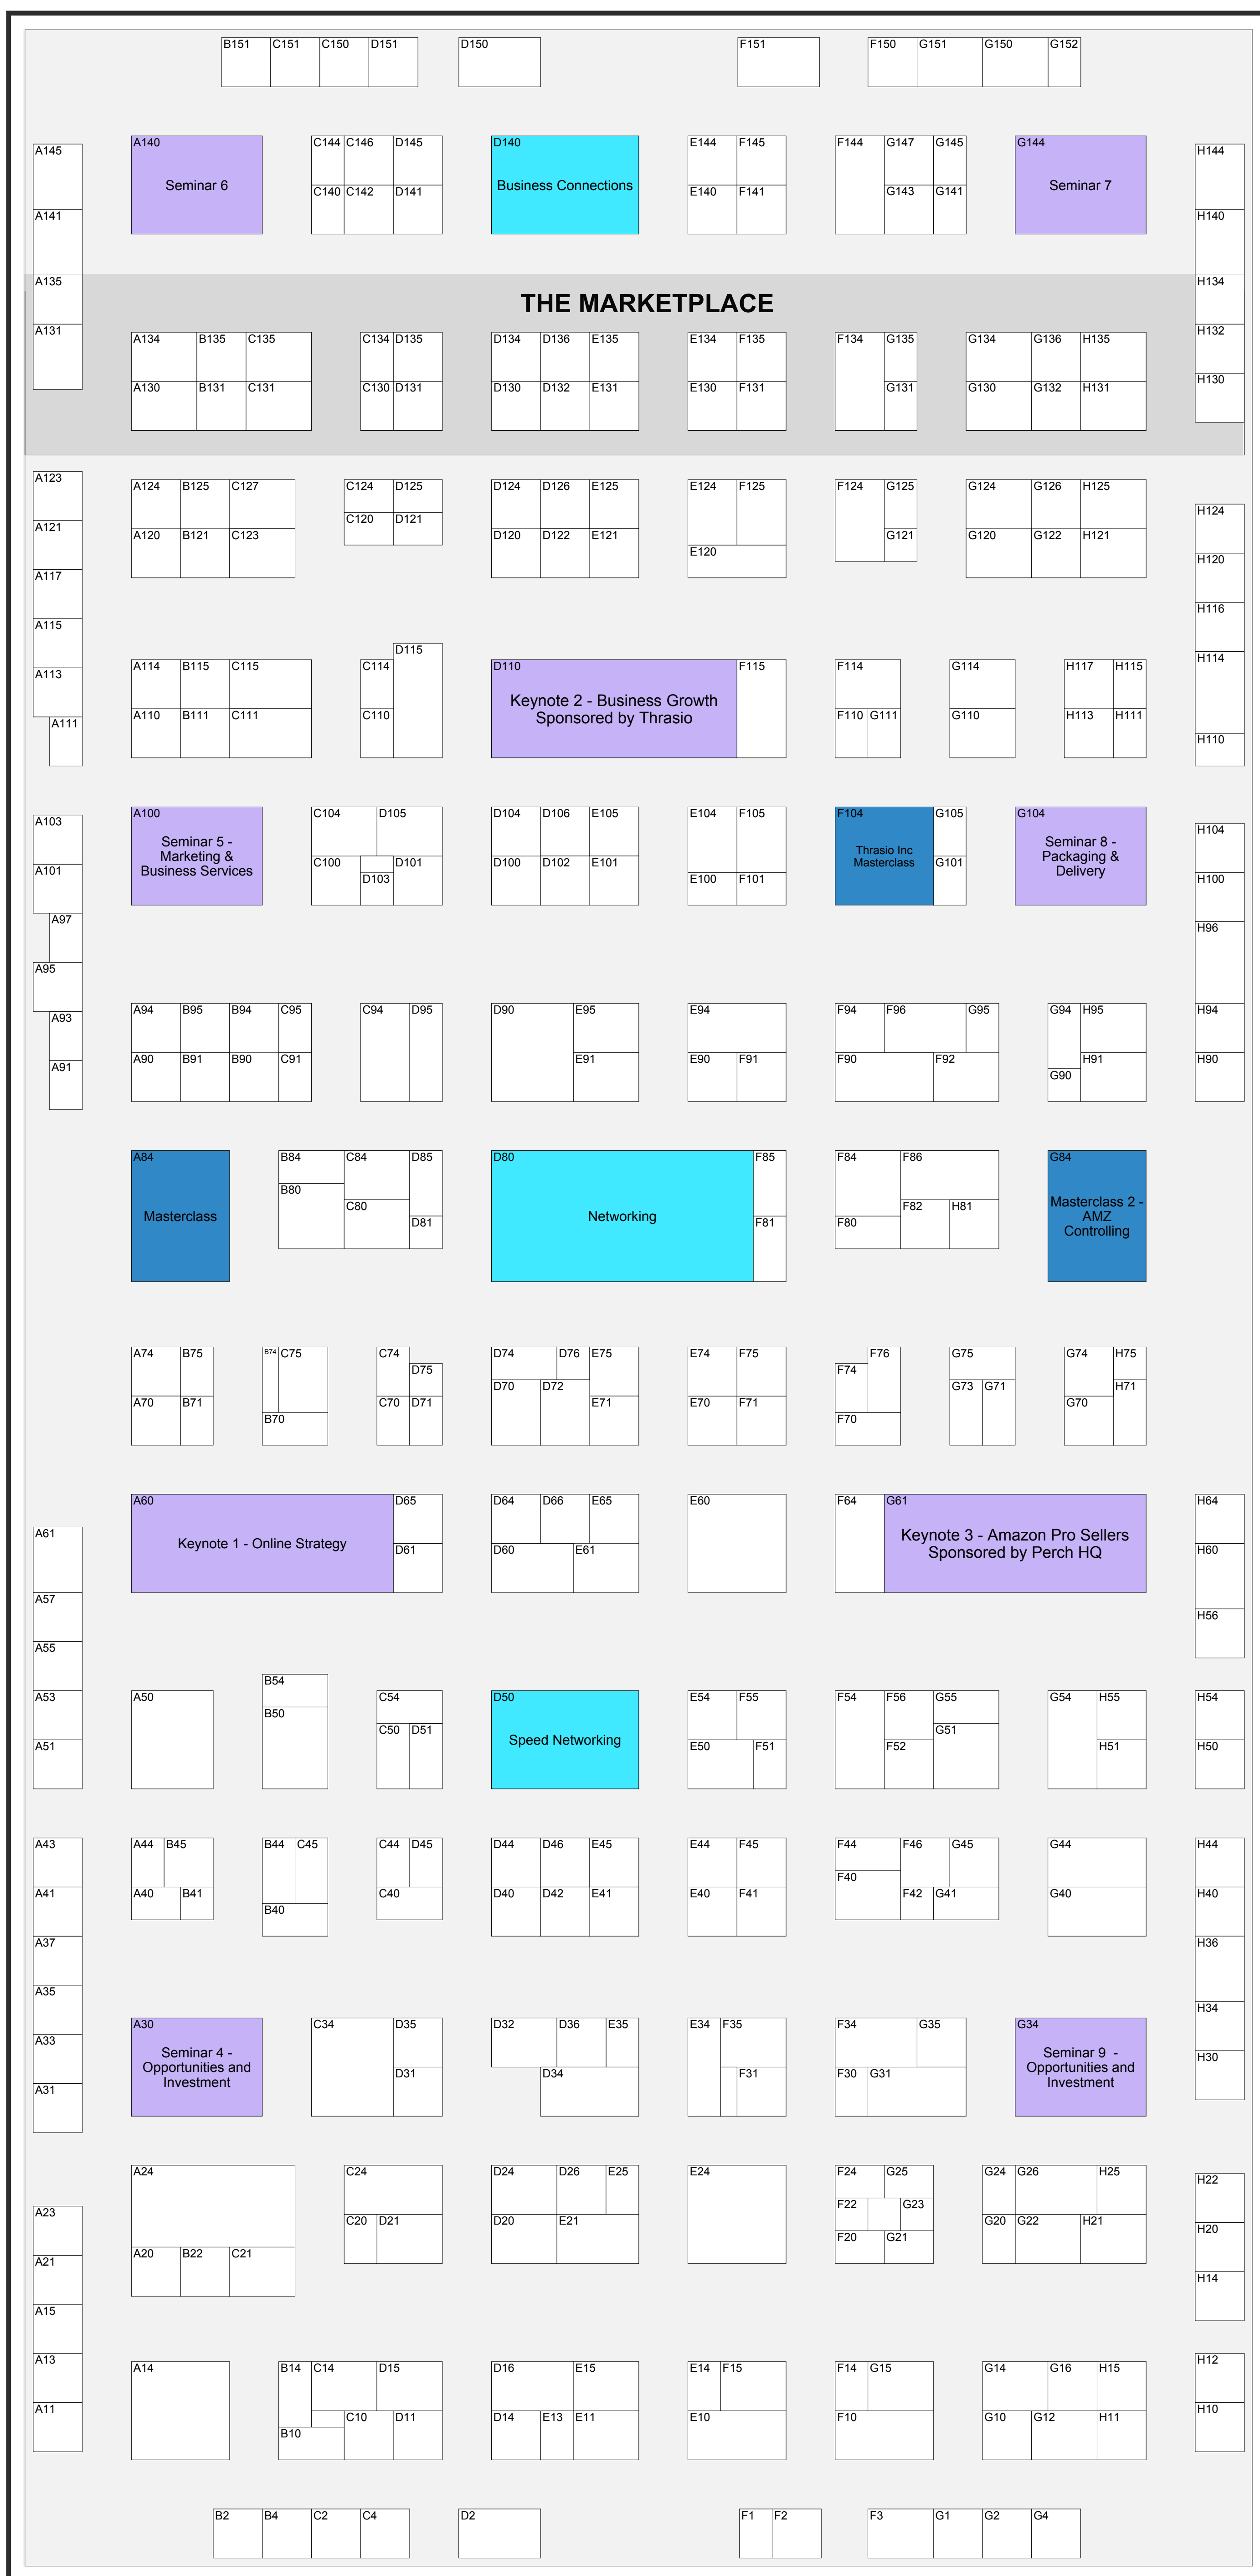 B151 C151 C150 D151 D150 F151 F150 G151 G150 G152
A145 A140 C144 C146 D145 D140 E144 F145 F144 G147 G145 G144 H144
Seminar 6 Business Connections Seminar 7
C140 C142 D141 E140 F141 G143 G141
A141 H140
A135 H134
THE MARKETPLACE
A131 H132
A134 B135 C135 C134 D135 D134 D136 E135 E134 F135 F134 G135 G134 G136 H135
H130
A130 B131 C131 C130 D131 D130 D132 E131 E130 F131 G131 G130 G132 H131
A123 A124 B125 C127 C124 D125 D124 D126 E125 E124 F125 F124 G125 G124 G126 H125
H124
C120 D121
A121 A120 B121 C123 D120 D122 E121 G121 G120 G122 H121
E120
H120
A117
H116
A115
D115
H114
A113 A114 B115 C115 C114 D110 F115 F114 G114 H117 H115
Keynote 2 - Business Growth
Sponsored by Thrasio
A111 A110 B111 C111 C110 F110 G111 G110 H113 H111
H110
A103 A100 C104 D105 D104 D106 E105 E104 F105 F104 G105 G104 H104
Seminar 5 -
Marketing &
Business Services
Thrasio Inc
Masterclass
Seminar 8 -
Packaging &
Delivery
C100 D101 D100 D102 E101 G101
A101 D103 E100 F101 H100
A97 H96
A95
A93 A94 B95 B94 C95 C94 D95 D90 E95 E94 F94 F96 G95 G94 H95 H94
A91 A90 B91 B90 C91 E91 E90 F91 F90 F92 H91 H90
G90
A84 B84 C84 D85 D80 F85 F84 F86 G84
B80
C80 F82 H81
Masterclass Networking
Masterclass 2 -
AMZ
Controlling
D81 F81 F80
A74 B75 B74 C75 C74 D74 D76 E75 E74 F75 F76 G75 G74 H75
D75 F74
D70 D72 G73 G71 H71
A70 B71 C70 D71 E71 E70 F71 G70
B70 F70
A60 D65 D64 D66 E65 E60 F64 G61 H64
Keynote 1 - Online Strategy
Keynote 3 - Amazon Pro Sellers
Sponsored by Perch HQ
A61
D61 D60 E61 H60
A57
H56
A55
B54
A53 A50 C54 D50 E54 F55 F54 F56 G55 G54 H55 H54
B50
C50 D51 G51
Speed Networking
A51 E50 F51 F52 H51 H50
A43 A44 B45 B44 C45 C44 D45 D44 D46 E45 E44 F45 F44 F46 G45 G44 H44
F40
A41 A40 B41 C40 D40 D42 E41 E40 F41 F42 G41 G40 H40
B40
A37 H36
A35
H34
A30 C34 D35 D32 D36 E35 E34 F35 F34 G35 G34
A33
Seminar 4 -
Opportunities and
Investment
Seminar 9 -
Opportunities and
Investment
H30
D31 D34 F31 F30 G31
A31
A24 C24 D24 D26 E25 E24 F24 G25 G24 G26 H25 H22
F22 G23
A23 C20 D21 D20 E21 G20 G22 H21 H20
F20 G21
A21 A20 B22 C21
H14
A15
A13 A14 B14 C14 D15 D16 E15 E14 F15 F14 G15 G14 G16 H15 H12
A11 C10 D11 D14 E13 E11 E10 F10 G10 G12 H11 H10
B10
B2 B4 C2 C4 D2 F1 F2 F3 G1 G2 G4